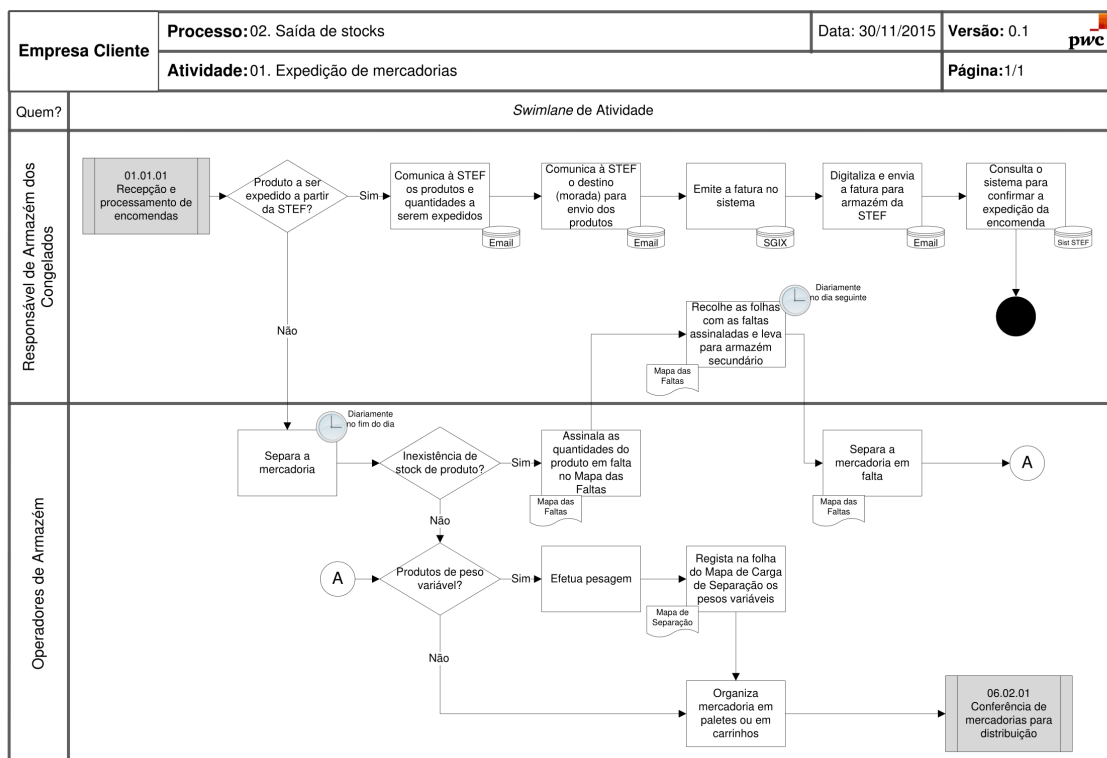 Empresa Cliente
Processo: 02. Saída de stocks
Data: 30/11/2015
Versão: 0.1
pwc
Atividade: 01. Expedição de mercadorias
Página:1/1
Quem?
Swimlane de Atividade
Responsável de Armazém dos
Congelados
01.01.01
Recepção e
processamento de
encomendas
Produto a ser
expedido a partir
da STEF?
Sim
Comunica à STEF
os produtos e
quantidades a
serem expedidos
Email
Comunica à STEF
o destino
(morada) para
envio dos
produtos
Email
Emite a fatura no
sistema
SGIX
Digitaliza e envia
a fatura para
armazém da
STEF
Email
Consulta o
sistema para
confirmar a
expedição da
encomenda
Sist STEF
Não
Diariamente
no dia seguinte
Recolhe as folhas
com as faltas
assinaladas e leva
para armazém
secundário
Mapa das
Faltas
Operadores de Armazém
Diariamente
no fim do dia
Separa a
mercadoria
Inexistência de
stock de produto?
Sim
Assinala as
quantidades do
produto em falta
no Mapa das
Faltas
Mapa das
Faltas
Separa a
mercadoria em
falta
Mapa das
Faltas
A
Não
A
Produtos de peso
variável?
Sim
Efetua pesagem
Regista na folha
do Mapa de Carga
de Separação os
pesos variáveis
Mapa de
Separação
Não
Organiza
mercadoria em
paletes ou em
carrinhos
06.02.01
Conferência de
mercadorias para
distribuição